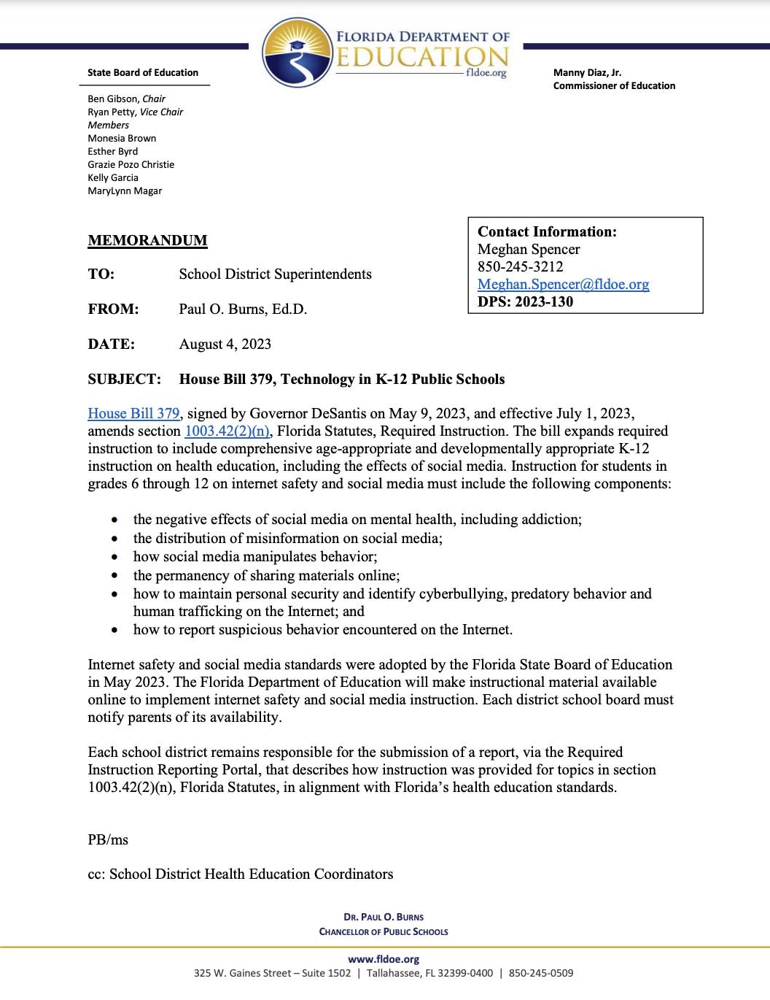 FLORIDA DEPARTMENT OF
EDUCATION
fldoe.org
State Board of Education
Ben Gibson, Chair
Ryan Petty, Vice Chair
Members
Monesia Brown
Esther Byrd
Grazie Pozo Christie
Kelly Garcia
MaryLynn Magar
Manny Diaz, Jr.
Commissioner of Education
MEMORANDUM
Contact Information:
Meghan Spencer
850-245-3212
Meghan.Spencer@fldoe.org
DPS: 2023-130
TO: School District Superintendents
FROM: Paul O. Burns, Ed.D.
DATE: August 4, 2023
SUBJECT: House Bill 379, Technology in K-12 Public Schools
House Bill 379, signed by Governor DeSantis on May 9, 2023, and effective July 1, 2023,
amends section 1003.42(2)(n), Florida Statutes, Required Instruction. The bill expands required
instruction to include comprehensive age-appropriate and developmentally appropriate K-12
instruction on health education, including the effects of social media. Instruction for students in
grades 6 through 12 on internet safety and social media must include the following components:
• the negative effects of social media on mental health, including addiction;
• the distribution of misinformation on social media;
• how social media manipulates behavior;
• the permanency of sharing materials online;
• how to maintain personal security and identify cyberbullying, predatory behavior and
human trafficking on the Internet; and
• how to report suspicious behavior encountered on the Internet.
Internet safety and social media standards were adopted by the Florida State Board of Education
in May 2023. The Florida Department of Education will make instructional material available
online to implement internet safety and social media instruction. Each district school board must
notify parents of its availability.
Each school district remains responsible for the submission of a report, via the Required
Instruction Reporting Portal, that describes how instruction was provided for topics in section
1003.42(2)(n), Florida Statutes, in alignment with Florida's health education standards.
PB/ms
cc: School District Health Education Coordinators
DR. PAUL O. BURNS
CHANCELLOR OF PUBLIC SCHOOLS
www.fldoe.org
325 W. Gaines Street – Suite 1502 | Tallahassee, FL 32399-0400 | 850-245-0509